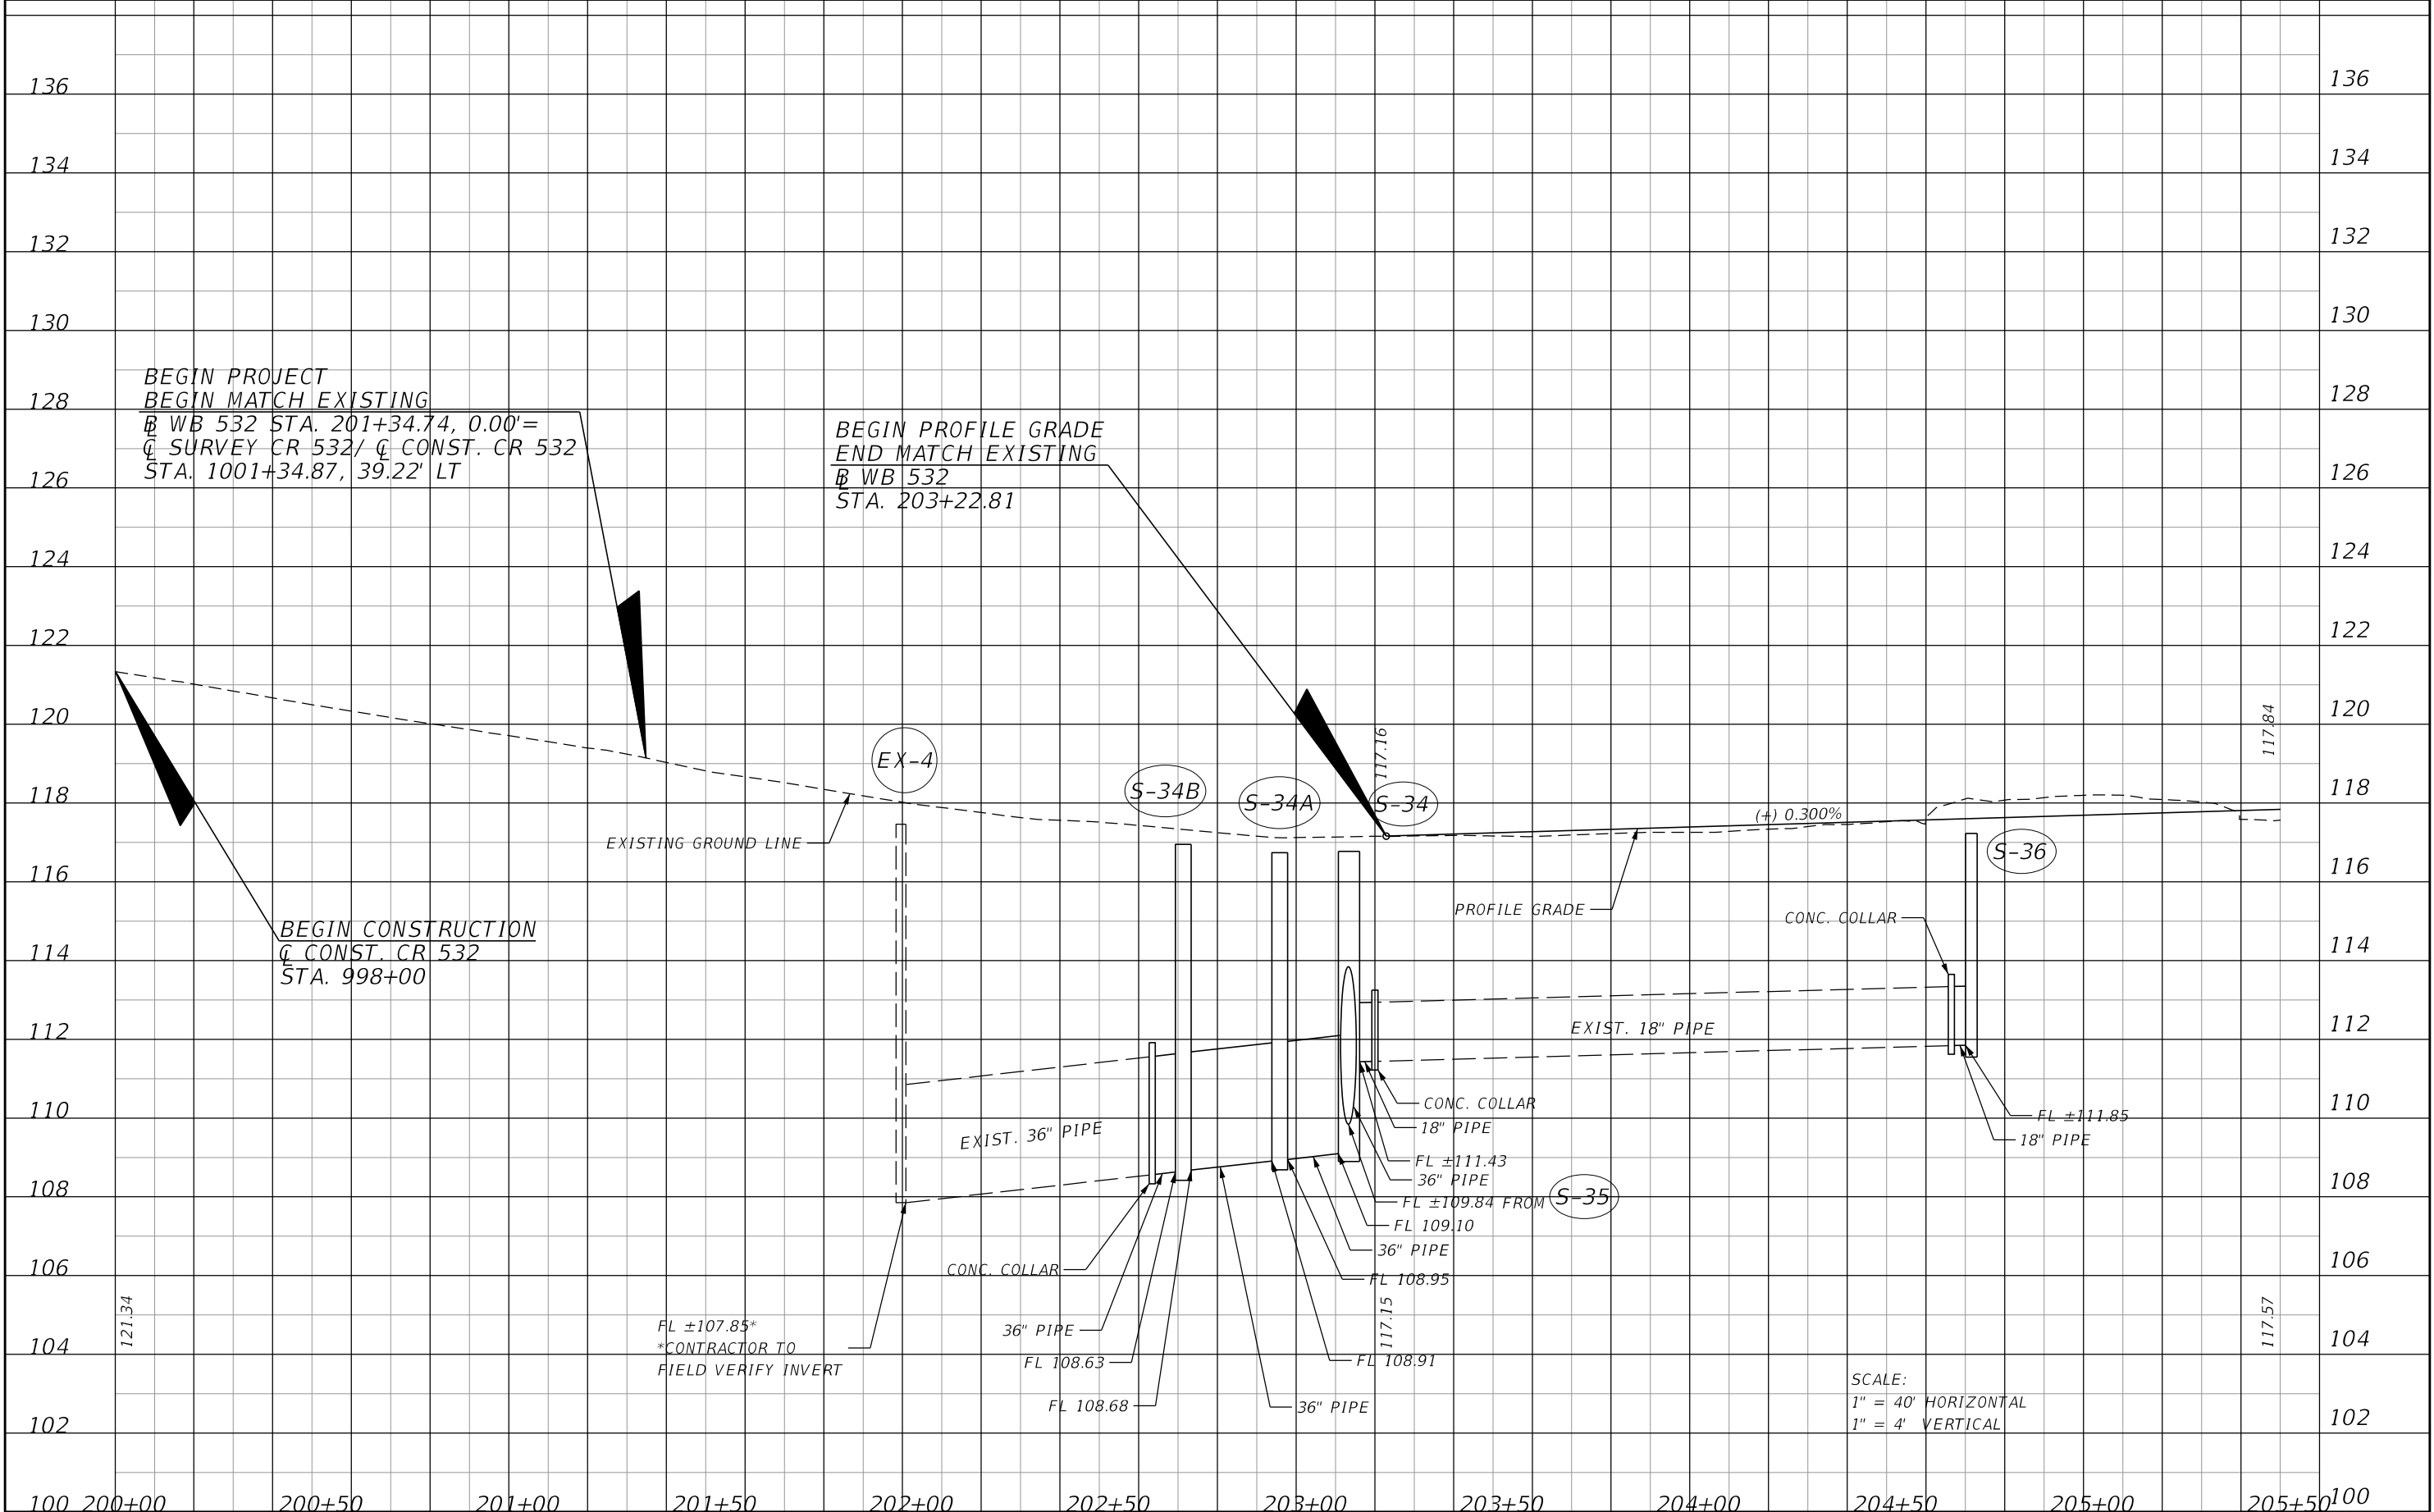 136 136
134 134
132 132
130 130
BEGIN PROJECT
BEGIN MATCH EXISTING
128 128
℄ WB 532 STA. 201+34.74, 0.00'=
℄ SURVEY CR 532/ ℄ CONST. CR 532
STA. 1001+34.87, 39.22' LT
BEGIN PROFILE GRADE
END MATCH EXISTING
WB 532
STA. 203+22.81
126 126
124 124
122 122
120 120
117.16
117.84
EX-4
S-34B
S-34A
S-34
118 118
(+) 0.300%
EXISTING GROUND LINE
S-36
116 116
PROFILE GRADE
CONC. COLLAR
BEGIN CONSTRUCTION
℄ CONST. CR 532
STA. 998+00
114 114
EXIST. 18" PIPE
112 112
CONC. COLLAR
18" PIPE
FL ±111.85
18" PIPE
110 110
EXIST. 36" PIPE
FL ±111.43
36" PIPE
FL ±109.84 FROM S-35
FL 109.10
36" PIPE
108 108
CONC. COLLAR
FL 108.95
106 106
121.34
117.15
117.57
FL ±107.85*
*CONTRACTOR TO
FIELD VERIFY INVERT
36" PIPE
FL 108.63
FL 108.91
104 104
FL 108.68
36" PIPE
SCALE:
1" = 40' HORIZONTAL
1" = 4' VERTICAL
102 102
100 200+00 200+50 201+00 201+50 202+00 202+50 203+00 203+50 204+00 204+50 205+00 205+50 100